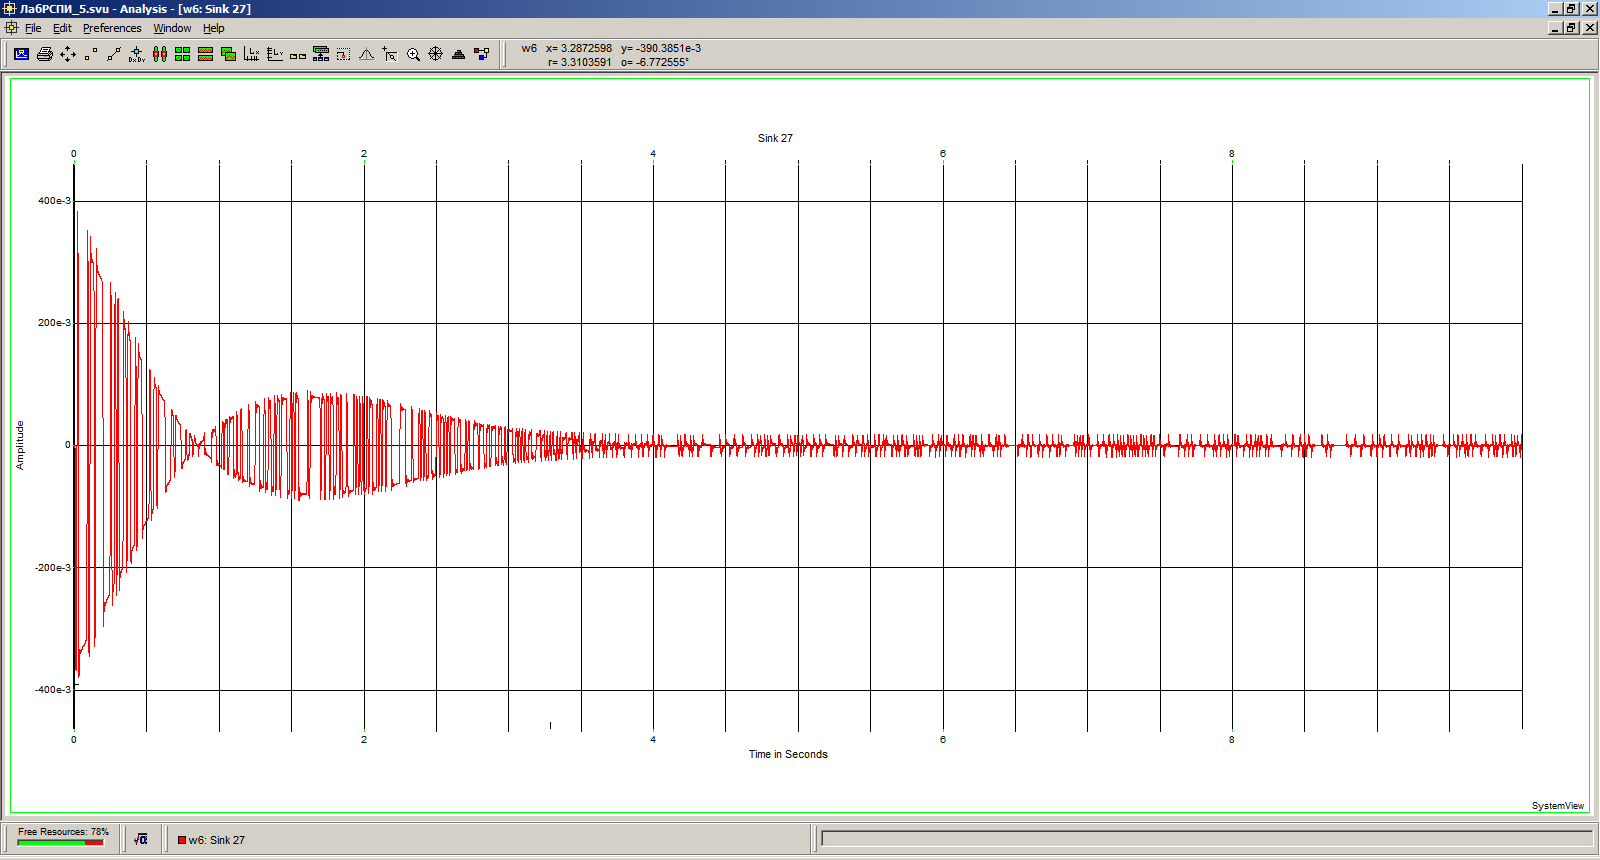 ЛабРСПИ_5.svu - Analysis - [w6: Sink 27]
File Edit Preferences Window Help
w6 x= 3.2872598 y= -390.3851e-3
r= 3.3103591 o= -6.772555°
Sink 27
0 2 4 6 8
400e-3
200e-3
0
-200e-3
-400e-3
Amplitude
0 2 4 6 8
Time in Seconds
SystemView
Free Resources: 78%
√α
w6: Sink 27